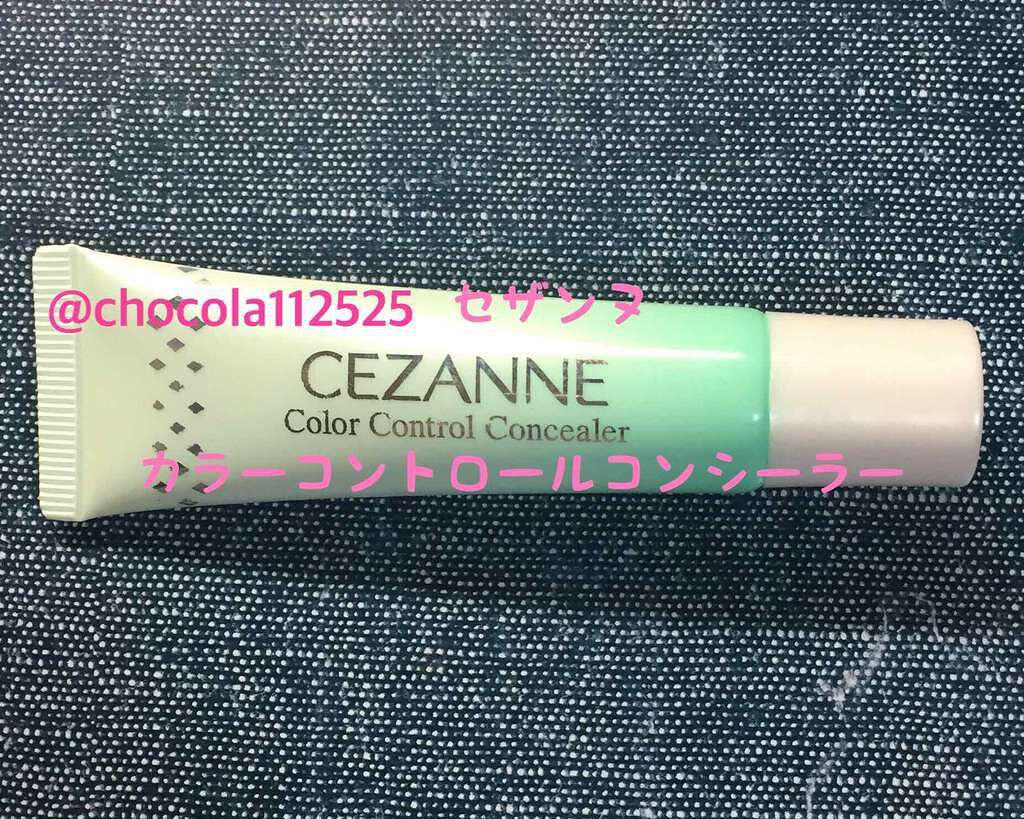 @chocola112525 セザンヌ
CEZANNE
Color Control Concealer
カラーコントロールコンシーラー